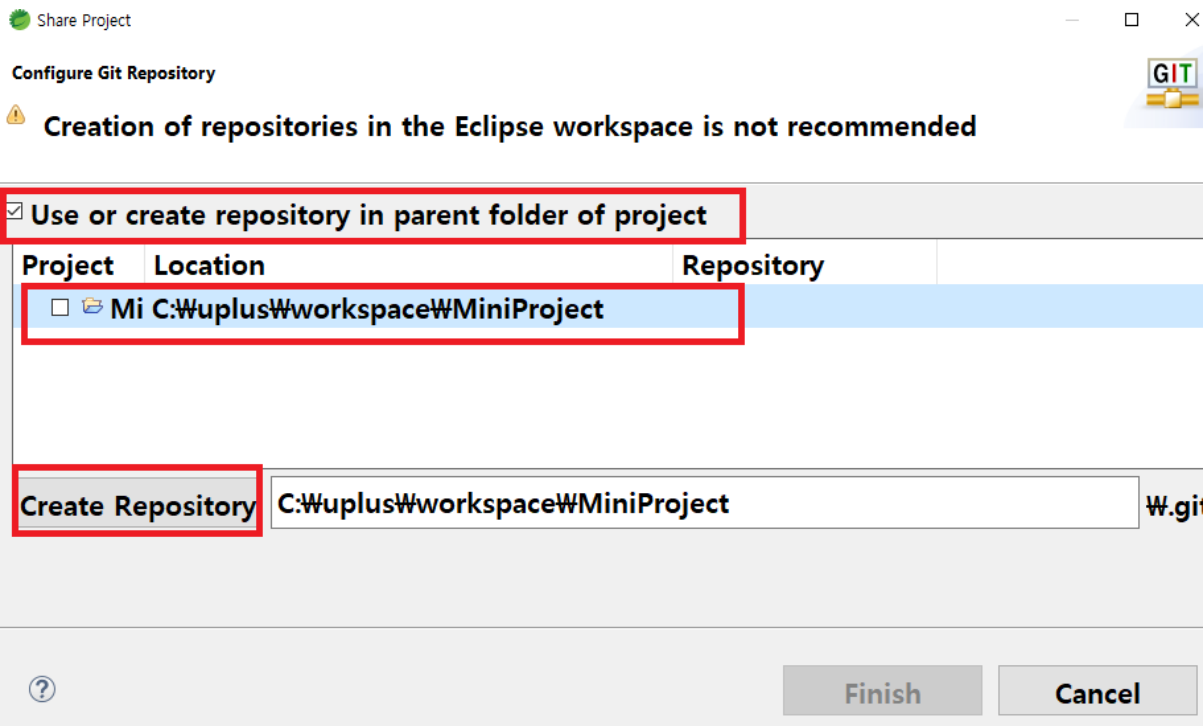 Share Project
Configure Git Repository
GIT
Creation of repositories in the Eclipse workspace is not recommended
Use or create repository in parent folder of project
Project Location Repository
Mi C:₩uplus₩workspace₩MiniProject
Create Repository C:₩uplus₩workspace₩MiniProject ₩.git
Finish Cancel